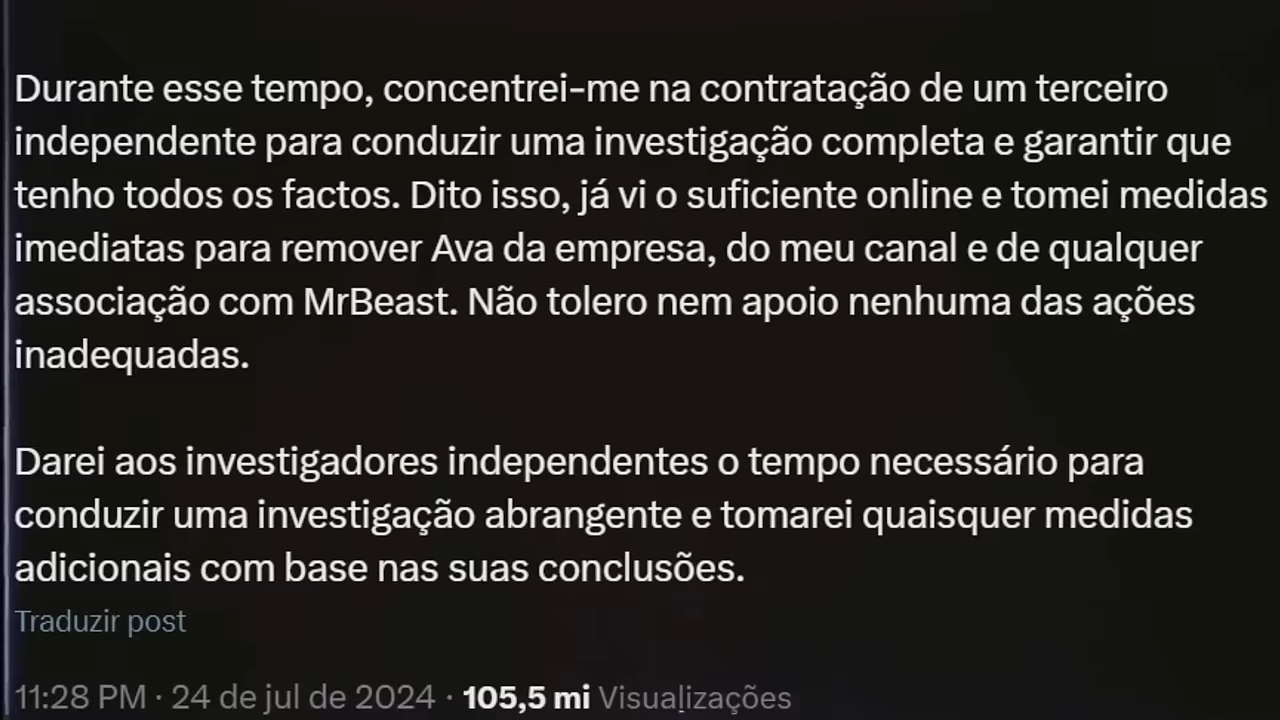 Durante esse tempo, concentrei-me na contratação de um terceiro
independente para conduzir uma investigação completa e garantir que
tenho todos os factos. Dito isso, já vi o suficiente online e tomei medidas
imediatas para remover Ava da empresa, do meu canal e de qualquer
associação com MrBeast. Não tolero nem apoio nenhuma das ações
inadequadas.
Darei aos investigadores independentes o tempo necessário para
conduzir uma investigação abrangente e tomarei quaisquer medidas
adicionais com base nas suas conclusões.
Traduzir post
11:28 PM · 24 de jul de 2024 · 105,5 mi Visualizações